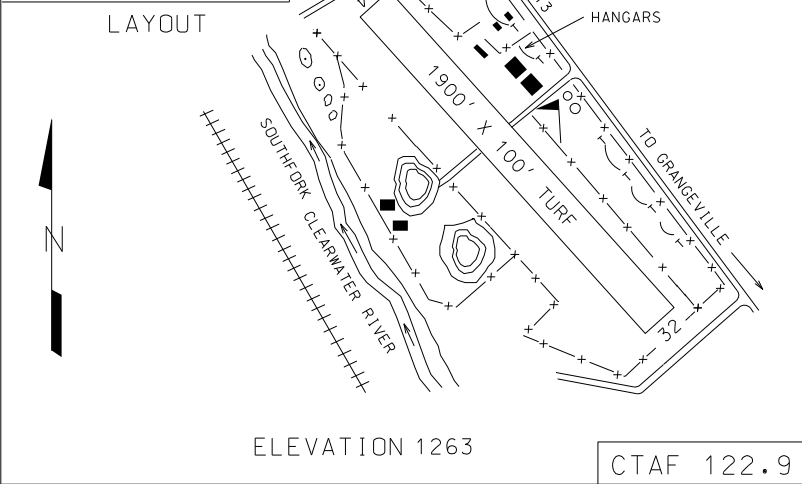 LAYOUT
HANGARS
1900' X 100' TURF
TO GRANGEVILLE
SOUTHFORK CLEARWATER RIVER
N
32
ELEVATION 1263
CTAF 122.9